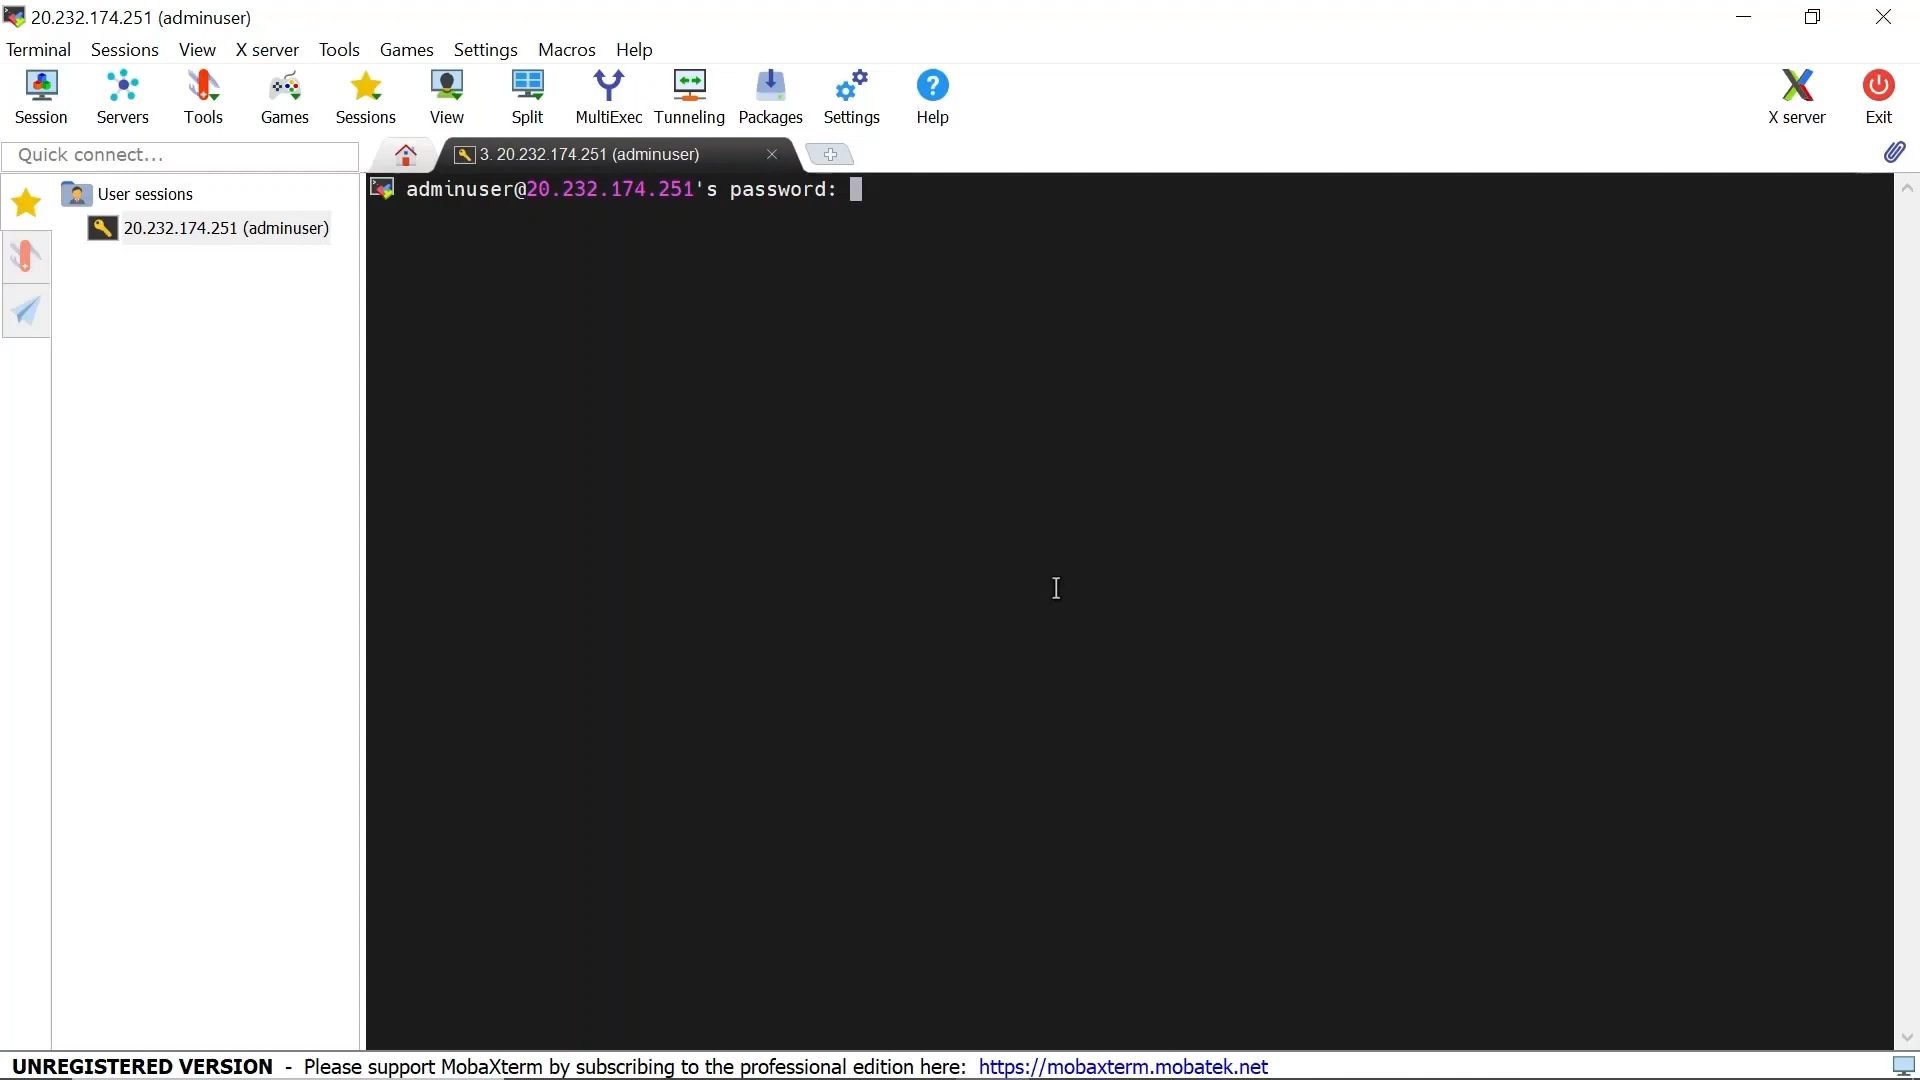 20.232.174.251 (adminuser)
Terminal Sessions View X server Tools Games Settings Macros Help
Session Servers Tools Games Sessions View Split MultiExec Tunneling Packages Settings Help X server Exit
Quick connect...
3. 20.232.174.251 (adminuser)
User sessions
20.232.174.251 (adminuser)
adminuser@20.232.174.251's password:
UNREGISTERED VERSION - Please support MobaXterm by subscribing to the professional edition here: https://mobaxterm.mobatek.net